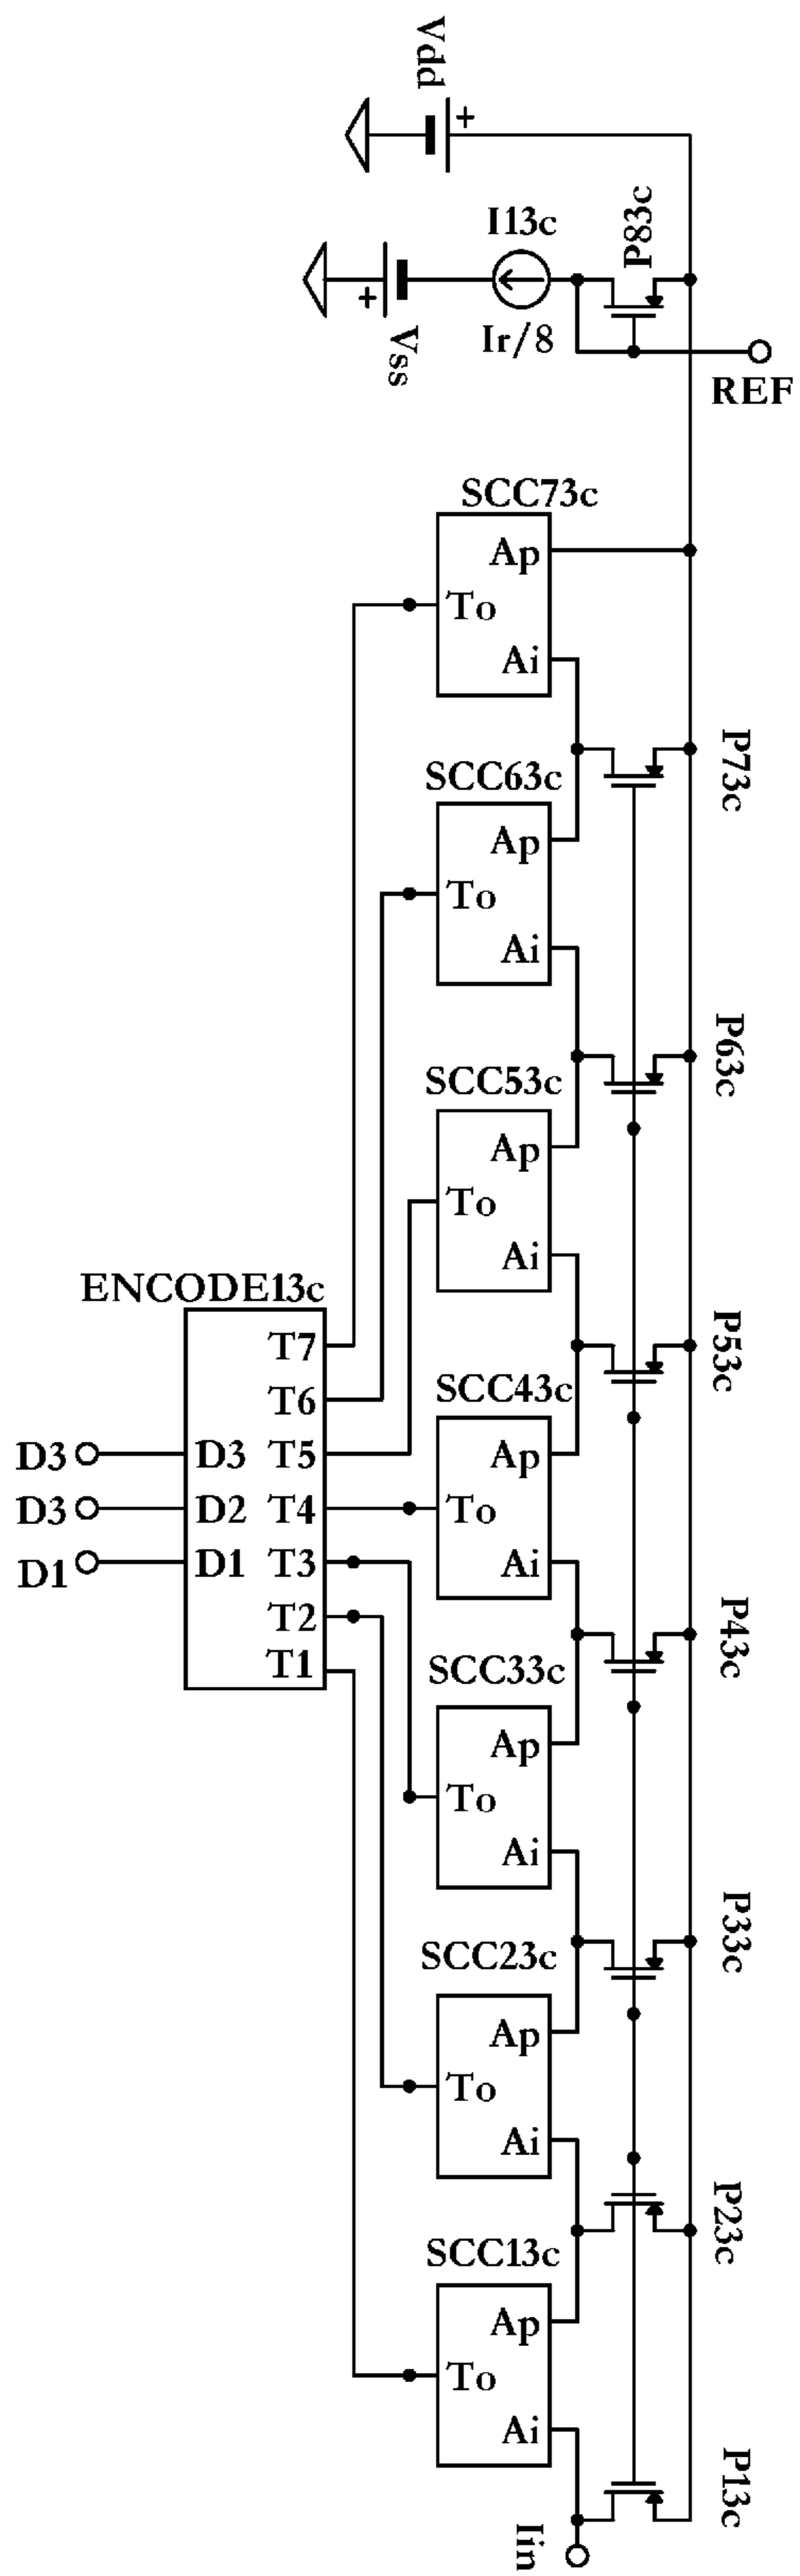 Vdd
+
I13c
P83c
+
Ir/8
Vss
REF
SCC73c
Ap
To
Ai
P73c
SCC63c
Ap
To
Ai
P63c
SCC53c
Ap
To
Ai
P53c
ENCODE13c
T7
T6
D3
D3
T5
D3
D2
T4
D1
D1
T3
T2
T1
SCC43c
Ap
To
Ai
P43c
SCC33c
Ap
To
Ai
P33c
SCC23c
Ap
To
Ai
P23c
SCC13c
Ap
To
Ai
P13c
Iin